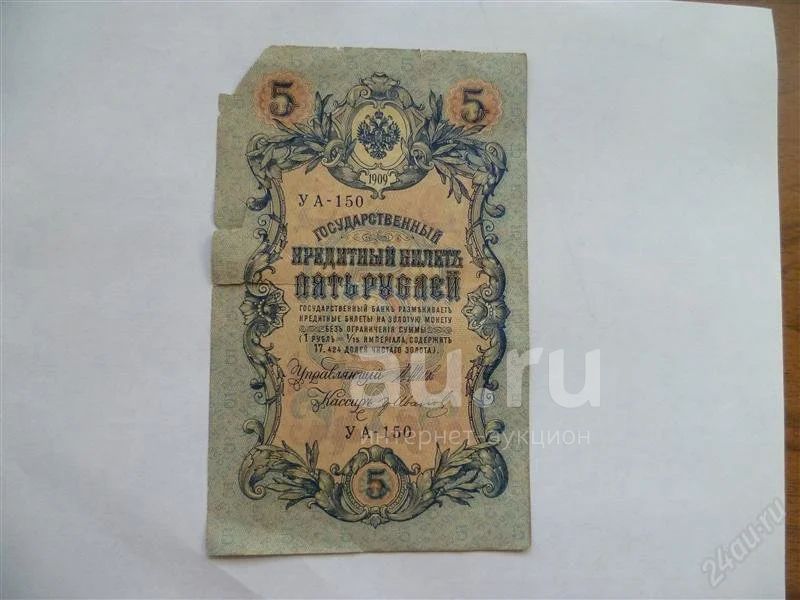 5 5
1909
УА-150
ГОСУДАРСТВЕННЫЙ
КРЕДИТНЫЙ БИЛЕТЪ
ПЯТЬ РУБЛЕЙ
ГОСУДАРСТВЕННЫЙ БАНКЪ РАЗМѢНИВАЕТЪ
КРЕДИТНЫЕ БИЛЕТЫ НА ЗОЛОТУЮ МОНЕТУ
БЕЗЪ ОГРАНИЧЕНІЯ СУММЫ
(1 РУБЛЬ = 1/15 ИМПЕРІАЛА, СОДЕРЖИТЪ
17,424 ДОЛЕЙ ЧИСТАГО ЗОЛОТА).
Управляющій
Кассиръ
УА-150
5
au.ru
интернет-аукцион
24au.ru